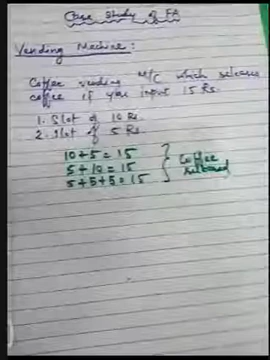 Case Study of FA
Vending Machine :
Coffee vending M/C which releases
coffee if you input 15 Rs.
1. Slot of 10 Rs.
2. Slot of 5 Rs.
10+5 = 15
5+10 = 15
5+5+5 = 15
Coffee
released